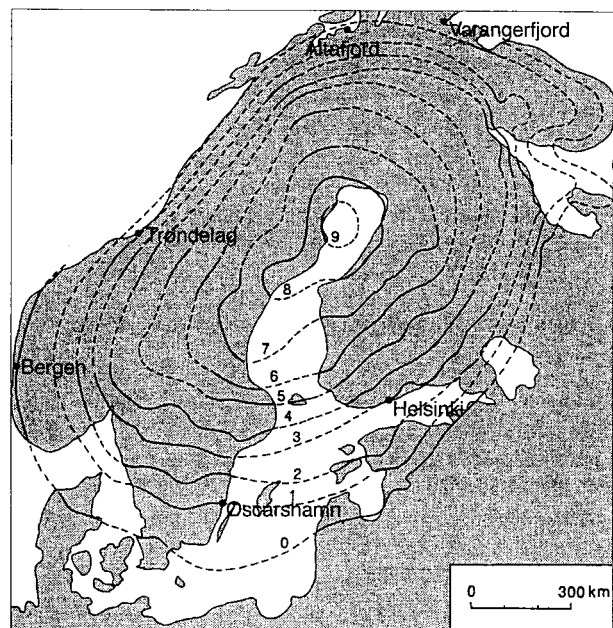 Varangerfjord
Altafjord
9
Trøndelag
8
7
Bergen
6
5
4
Helsinki
3
2
1
Oscarshamn
0
0 300 km